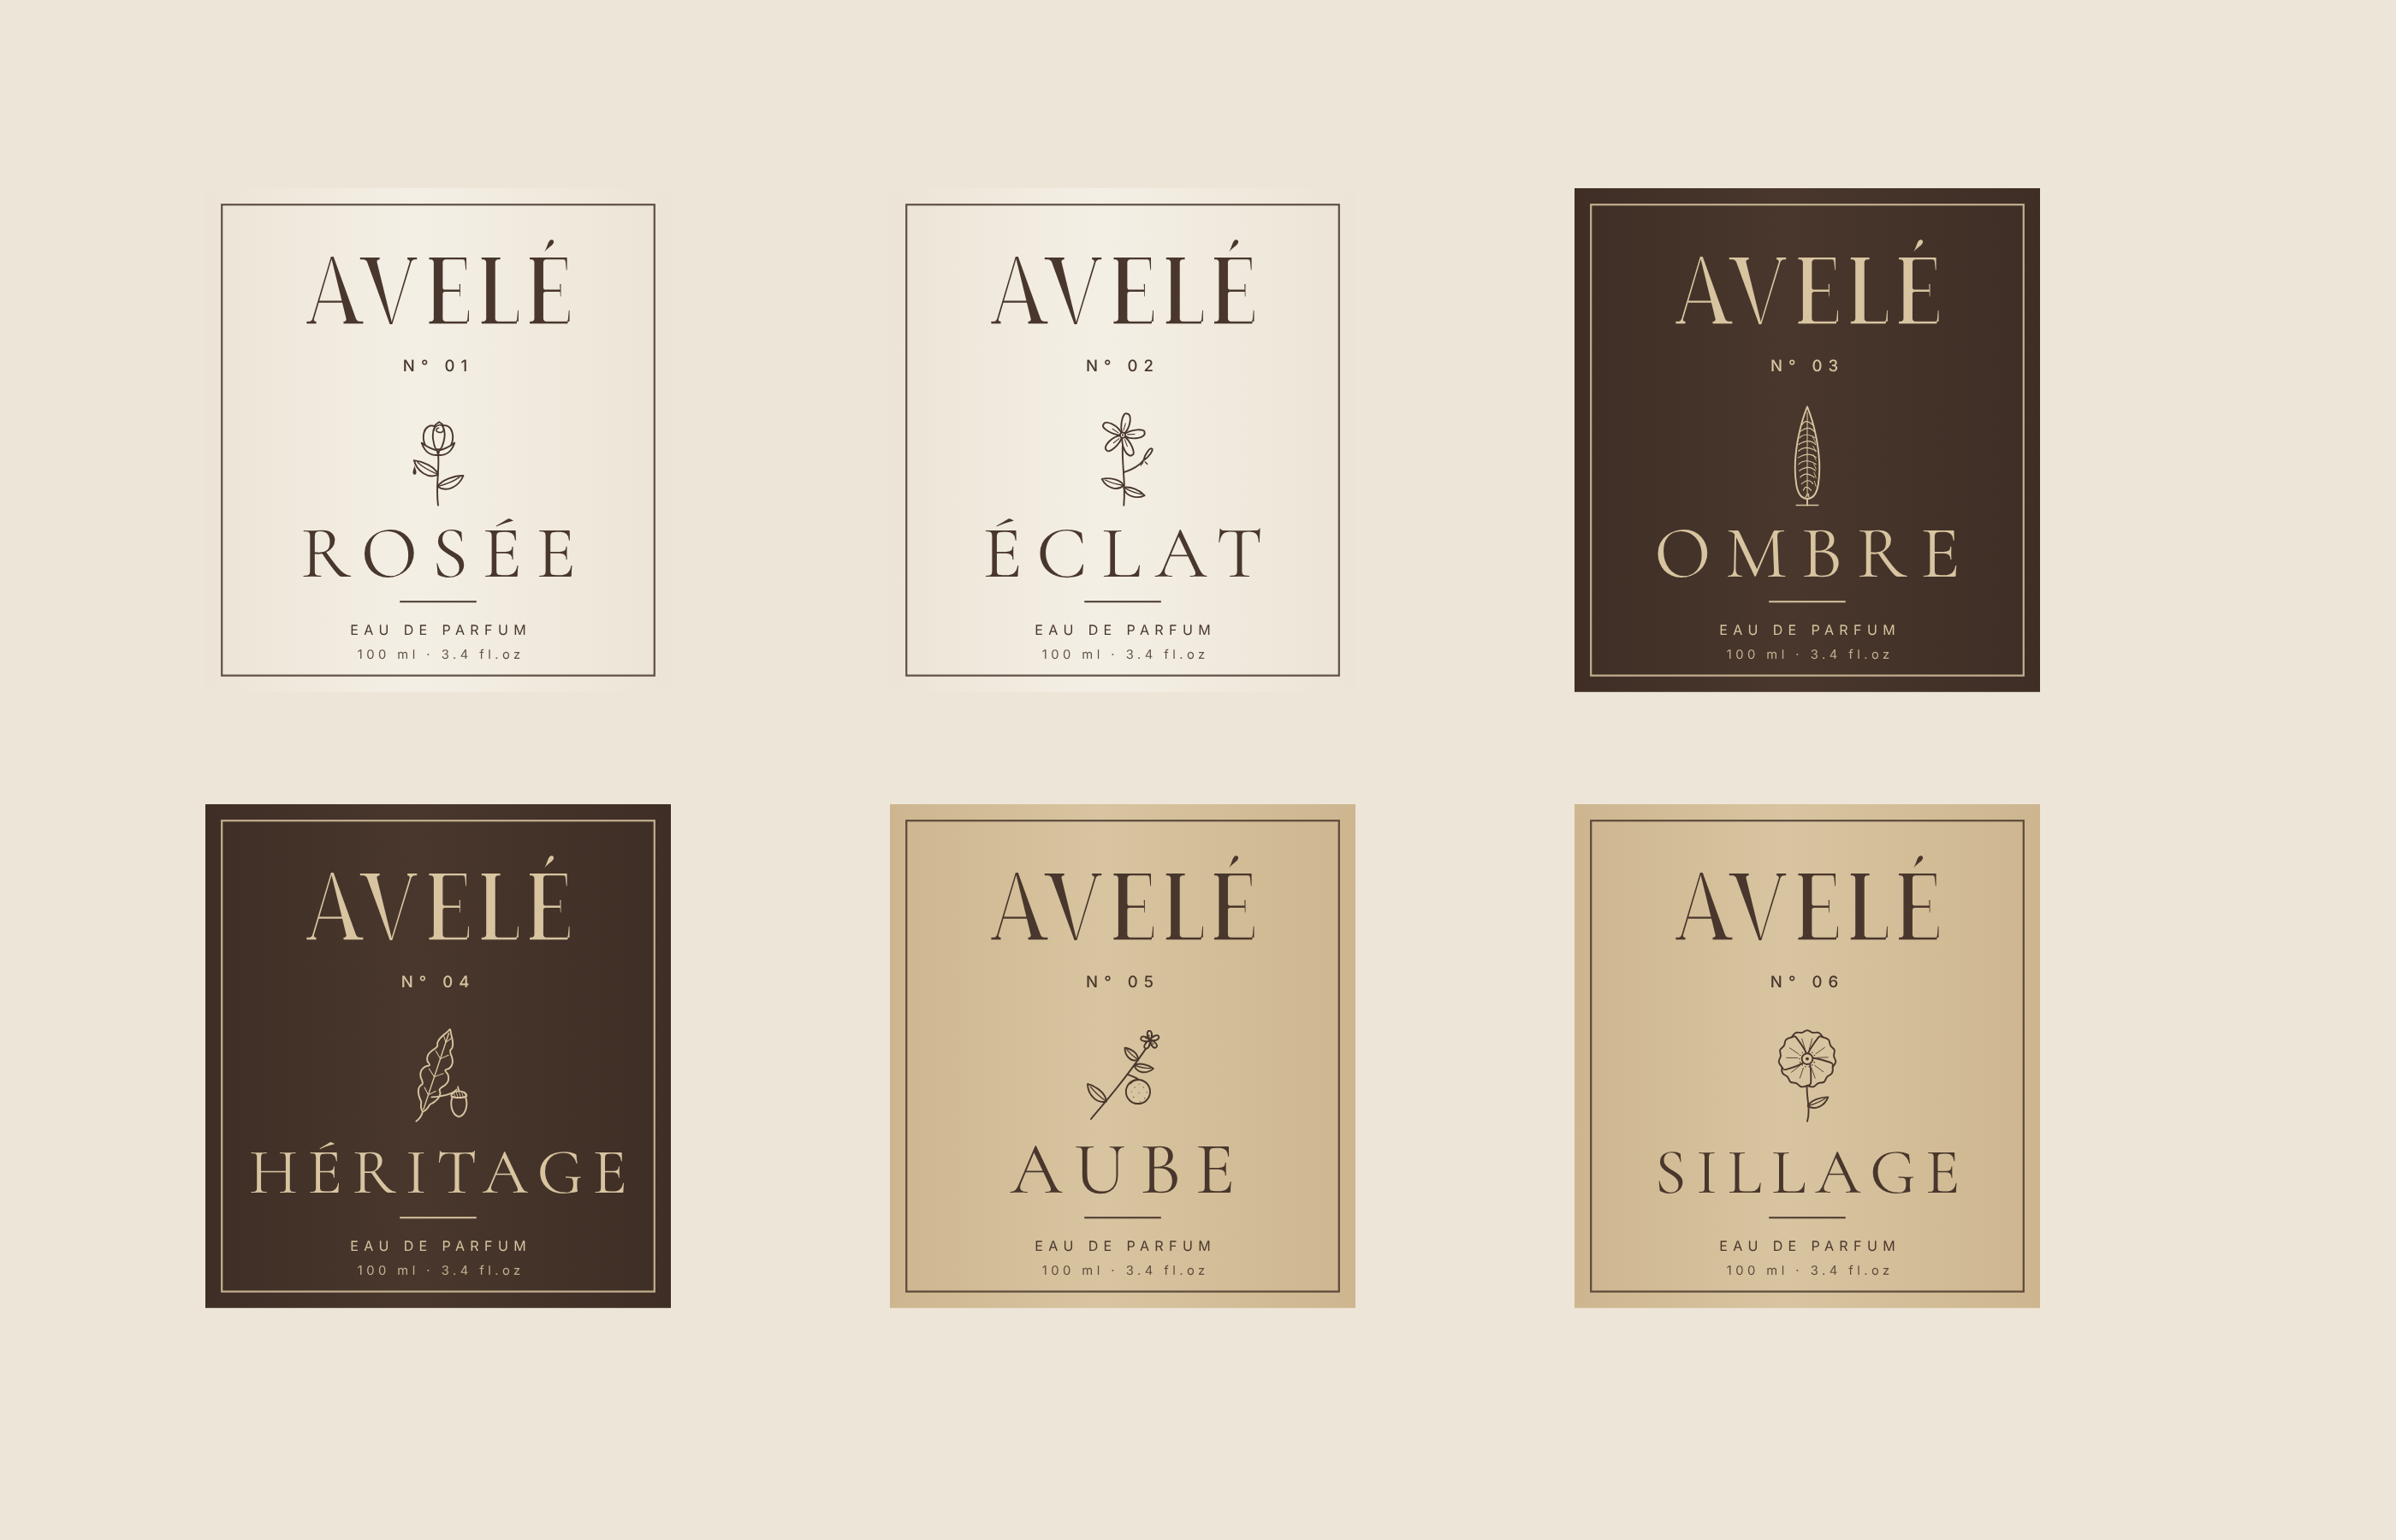 AVELÉ
N° 01
ROSÉE
EAU DE PARFUM
100 ml · 3.4 fl.oz
AVELÉ
N° 02
ÉCLAT
EAU DE PARFUM
100 ml · 3.4 fl.oz
AVELÉ
N° 03
OMBRE
EAU DE PARFUM
100 ml · 3.4 fl.oz
AVELÉ
N° 04
HÉRITAGE
EAU DE PARFUM
100 ml · 3.4 fl.oz
AVELÉ
N° 05
AUBE
EAU DE PARFUM
100 ml · 3.4 fl.oz
AVELÉ
N° 06
SILLAGE
EAU DE PARFUM
100 ml · 3.4 fl.oz